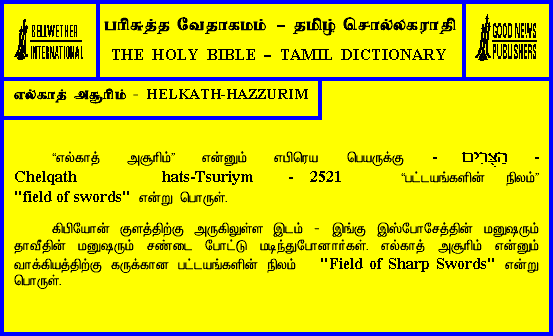 BELLWETHER
INTERNATIONAL
பரிசுத்த வேதாகமம் – தமிழ் சொல்லகராதி
THE HOLY BIBLE – TAMIL DICTIONARY
GOOD NEWS
PUBLISHERS
எல்காத் அசூரிம் - HELKATH-HAZZURIM
“எல்காத் அசூரிம்” என்னும் எபிரெய பெயருக்கு - הַצֻּרִים -
Chelqath hats-Tsuriym - 2521 “பட்டயங்களின் நிலம்”
"field of swords" என்று பொருள்.
கிபியோன் குளத்திற்கு அருகிலுள்ள இடம் - இங்கு இஸ்போசேத்தின் மனுஷரும்
தாவீதின் மனுஷரும் சண்டை போட்டு மடிந்துபோனார்கள். எல்காத் அசூரிம் என்னும்
வாக்கியத்திற்கு கருக்கான பட்டயங்களின் நிலம் "Field of Sharp Swords" என்று
பொருள்.